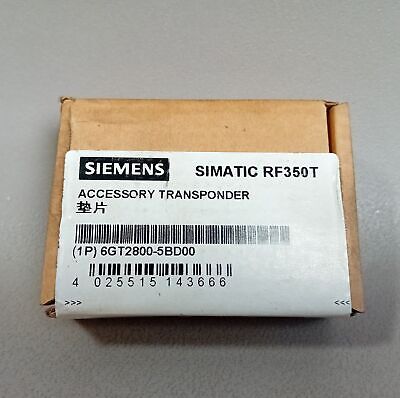 SIEMENS
SIMATIC RF350T
ACCESSORY TRANSPONDER
垫片
(1P) 6GT2800-5BD00
4 025515 143666
>>> <<<